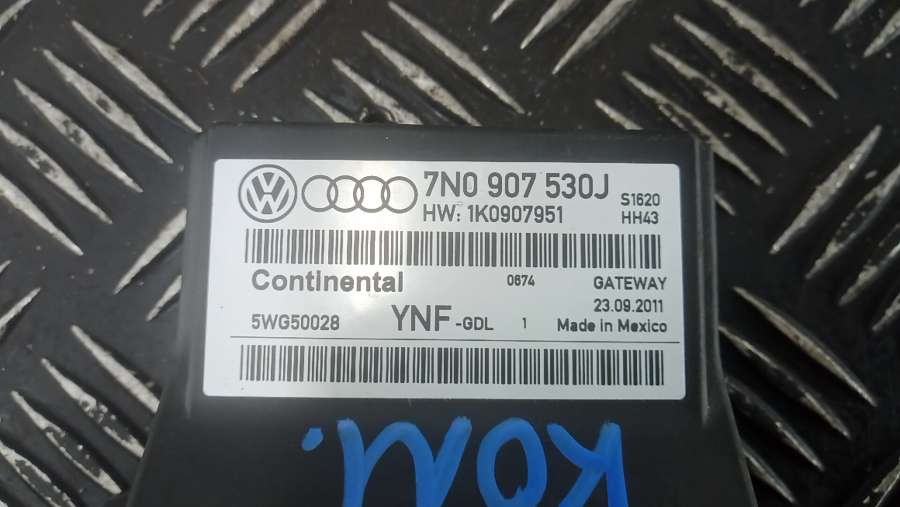 7N0 907 530J S1620
HW: 1K0907951 HH43
Continental 0674 GATEWAY
23.09.2011
5WG50028 YNF-GDL 1 Made in Mexico
ком.